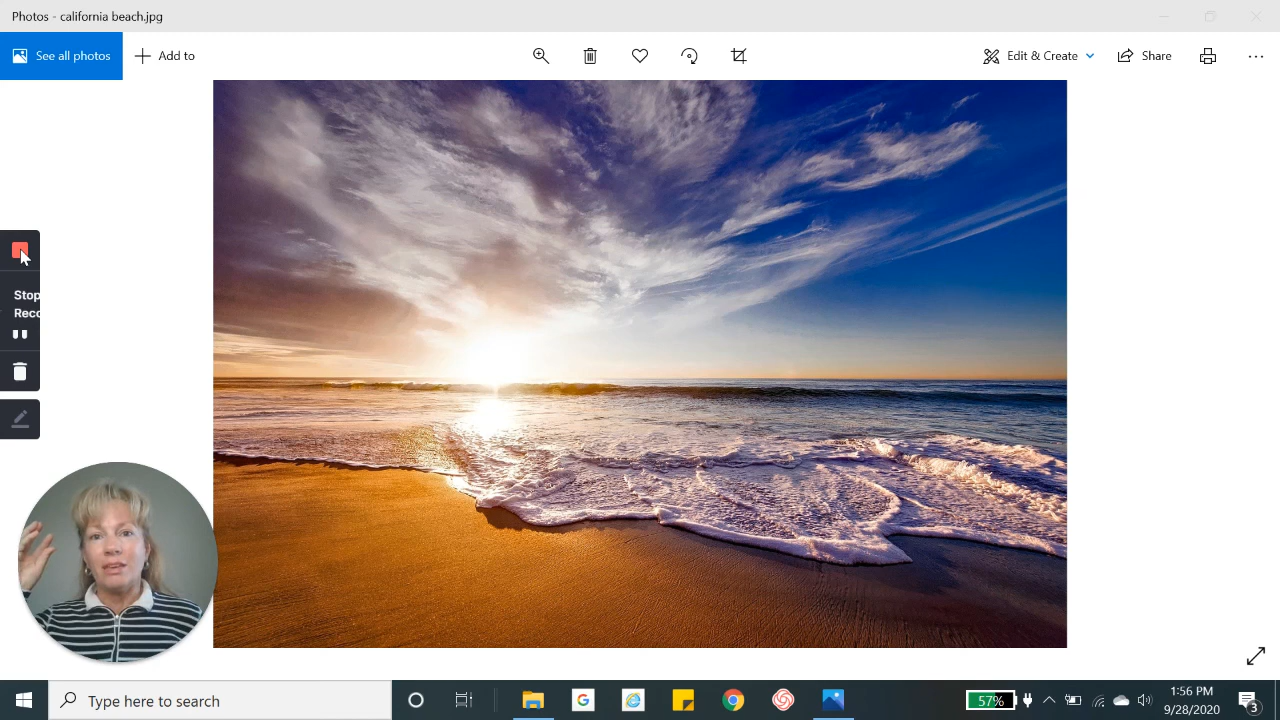 Photos - california beach.jpg
See all photos
Add to
Edit & Create
Share
Stop
Reco
Type here to search
57%
1:56 PM
9/28/2020
3